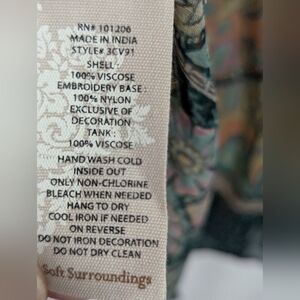 RN# 101206
MADE IN INDIA
STYLE# 3CV91
SHELL :
100% VISCOSE
EMBROIDERY BASE :
100% NYLON
EXCLUSIVE OF
DECORATION
TANK :
100% VISCOSE
HAND WASH COLD
INSIDE OUT
ONLY NON-CHLORINE
BLEACH WHEN NEEDED
HANG TO DRY
COOL IRON IF NEEDED
ON REVERSE
DO NOT IRON DECORATION
DO NOT DRY CLEAN
Soft Surroundings